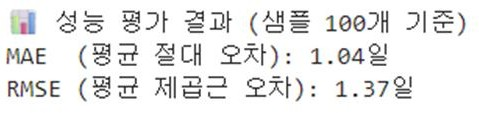 📊 성능 평가 결과 (샘플 100개 기준)
MAE  (평균 절대 오차): 1.04일
RMSE (평균 제곱근 오차): 1.37일